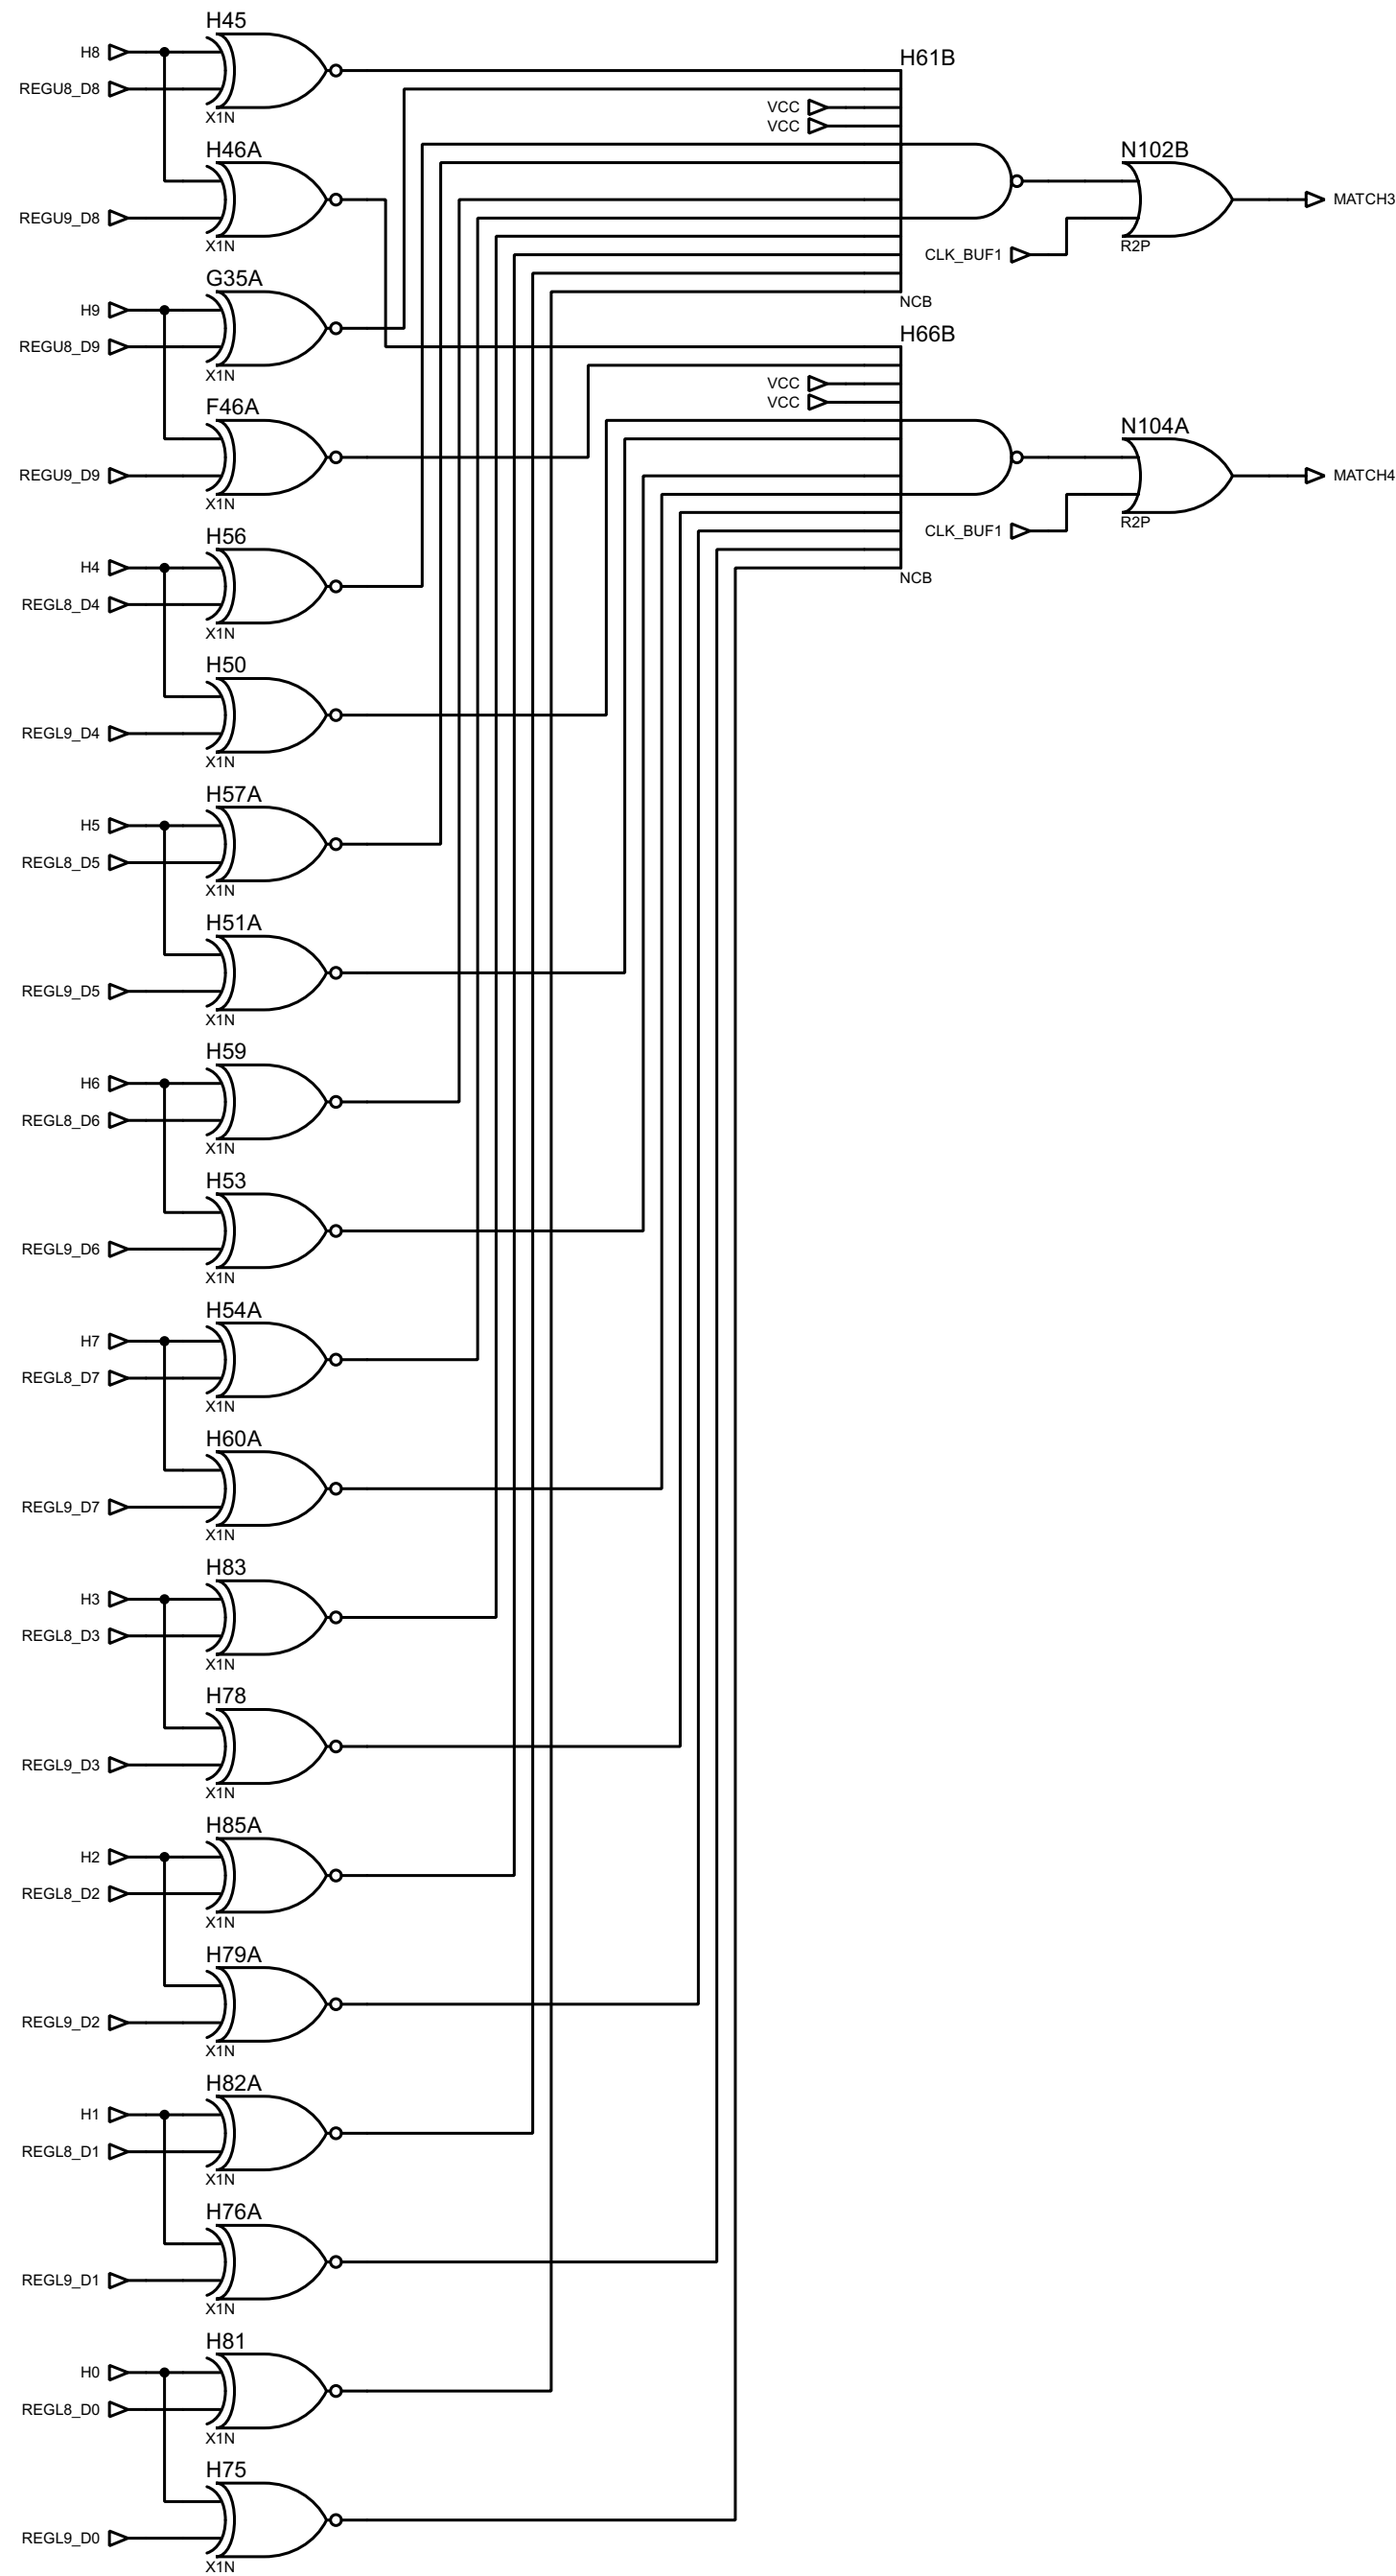 H45
H8
REGU8_D8
X1N
H61B
VCC
VCC
H46A
REGU9_D8
X1N
N102B
MATCH3
CLK_BUF1
R2P
G35A
H9
REGU8_D9
X1N
NCB
H66B
VCC
VCC
F46A
REGU9_D9
X1N
N104A
MATCH4
CLK_BUF1
R2P
H56
H4
REGL8_D4
X1N
NCB
H50
REGL9_D4
X1N
H57A
H5
REGL8_D5
X1N
H51A
REGL9_D5
X1N
H59
H6
REGL8_D6
X1N
H53
REGL9_D6
X1N
H54A
H7
REGL8_D7
X1N
H60A
REGL9_D7
X1N
H83
H3
REGL8_D3
X1N
H78
REGL9_D3
X1N
H85A
H2
REGL8_D2
X1N
H79A
REGL9_D2
X1N
H82A
H1
REGL8_D1
X1N
H76A
REGL9_D1
X1N
H81
H0
REGL8_D0
X1N
H75
REGL9_D0
X1N